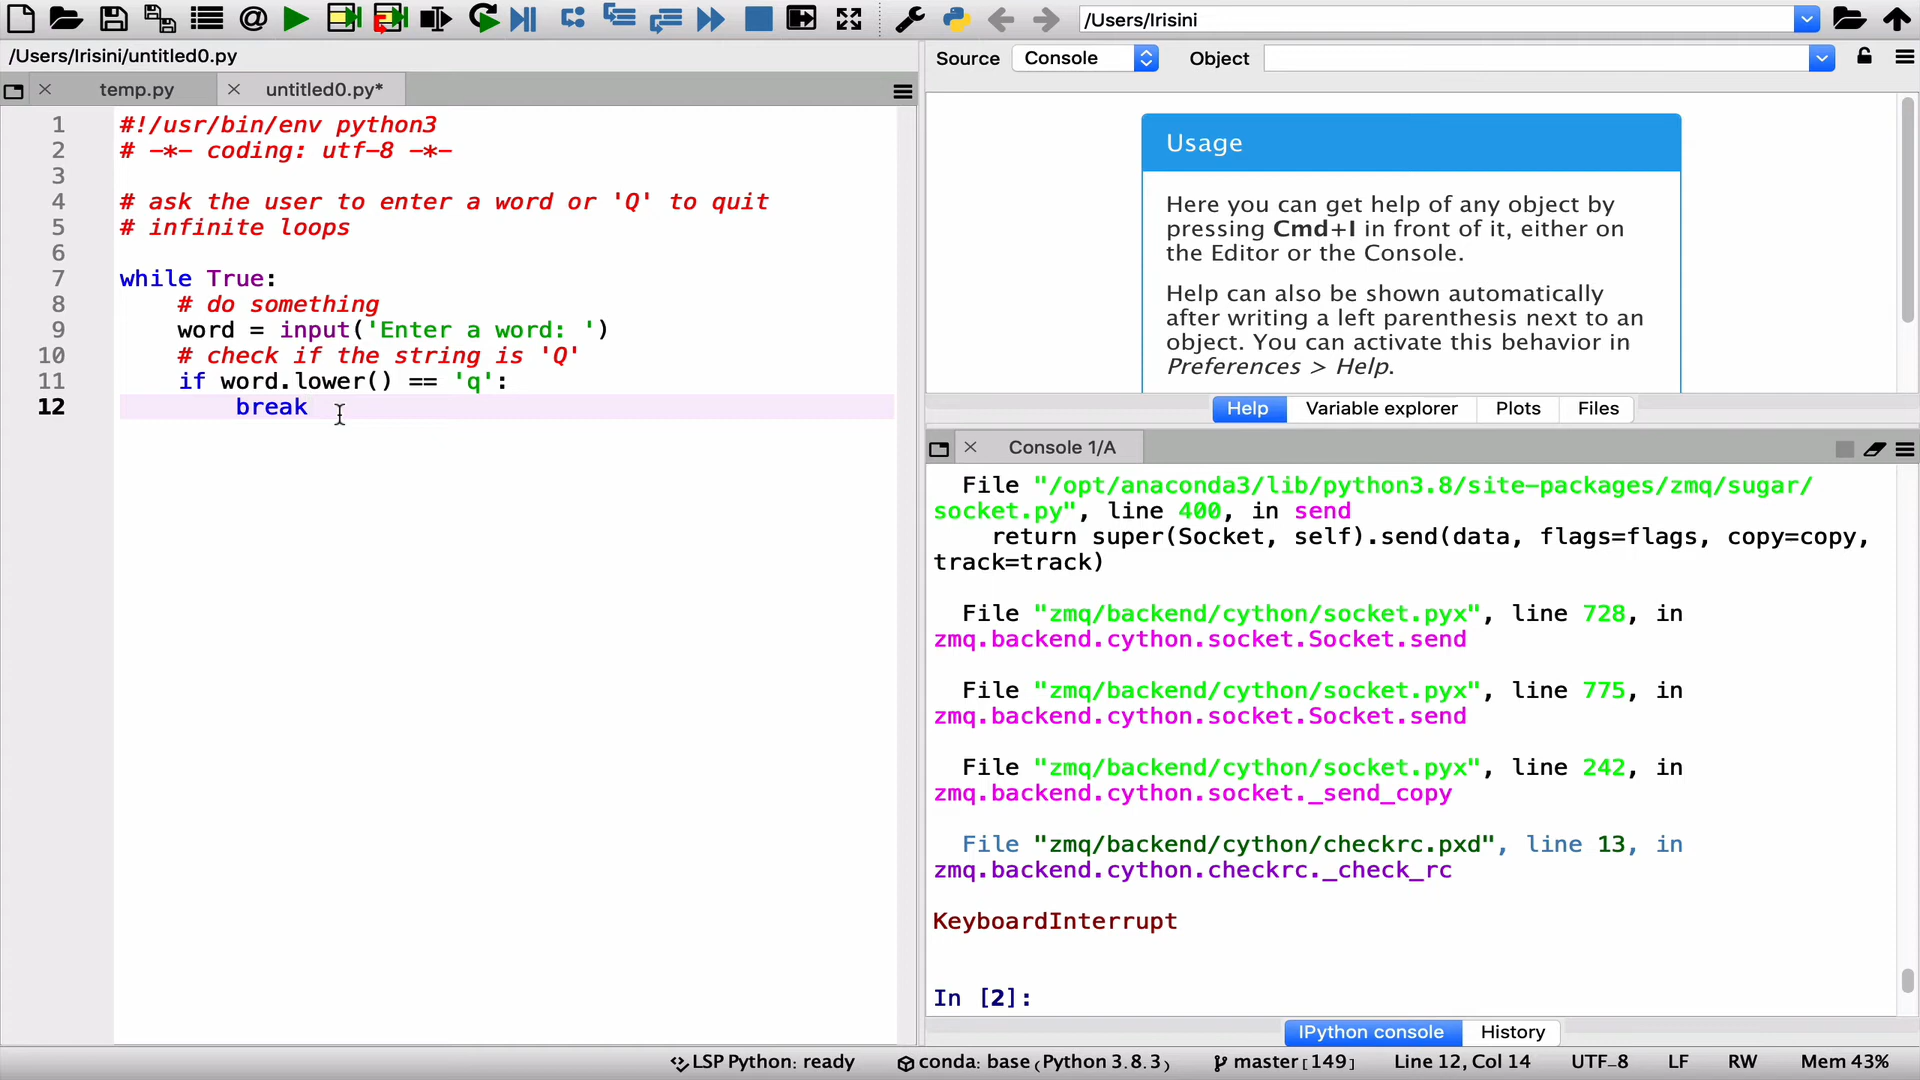 /Users/Irisini
/Users/Irisini/untitled0.py
temp.py
untitled0.py*
1 #!/usr/bin/env python3
2 # -*- coding: utf-8 -*-
3
4 # ask the user to enter a word or 'Q' to quit
5 # infinite loops
6
7 while True:
8 # do something
9 word = input('Enter a word: ')
10 # check if the string is 'Q'
11 if word.lower() == 'q':
12 break
Source Console Object
Usage
Here you can get help of any object by
pressing Cmd+I in front of it, either on
the Editor or the Console.
Help can also be shown automatically
after writing a left parenthesis next to an
object. You can activate this behavior in
Preferences > Help.
Help Variable explorer Plots Files
Console 1/A
File "/opt/anaconda3/lib/python3.8/site-packages/zmq/sugar/
socket.py", line 400, in send
return super(Socket, self).send(data, flags=flags, copy=copy,
track=track)
File "zmq/backend/cython/socket.pyx", line 728, in
zmq.backend.cython.socket.Socket.send
File "zmq/backend/cython/socket.pyx", line 775, in
zmq.backend.cython.socket.Socket.send
File "zmq/backend/cython/socket.pyx", line 242, in
zmq.backend.cython.socket._send_copy
File "zmq/backend/cython/checkrc.pxd", line 13, in
zmq.backend.cython.checkrc._check_rc
KeyboardInterrupt
In [2]:
IPython console History
LSP Python: ready conda: base (Python 3.8.3) master [149] Line 12, Col 14 UTF-8 LF RW Mem 43%